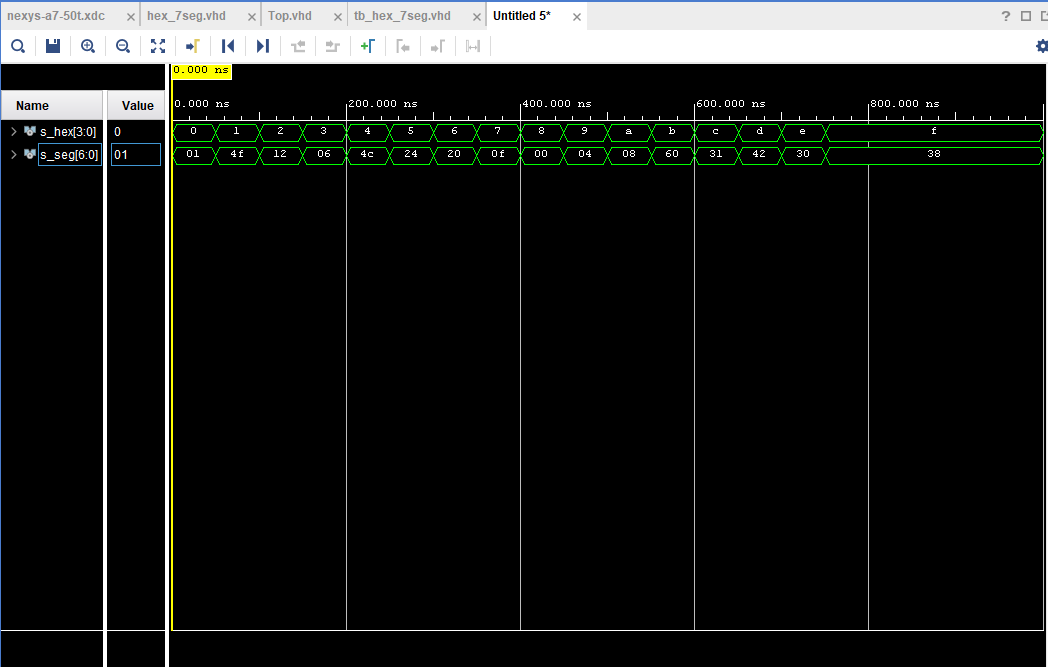 nexys-a7-50t.xdc × hex_7seg.vhd × Top.vhd × tb_hex_7seg.vhd × Untitled 5* × ?
0.000 ns
Name Value
0.000 ns 200.000 ns 400.000 ns 600.000 ns 800.000 ns
s_hex[3:0] 0 0 1 2 3 4 5 6 7 8 9 a b c d e f
s_seg[6:0] 01 01 4f 12 06 4c 24 20 0f 00 04 08 60 31 42 30 38